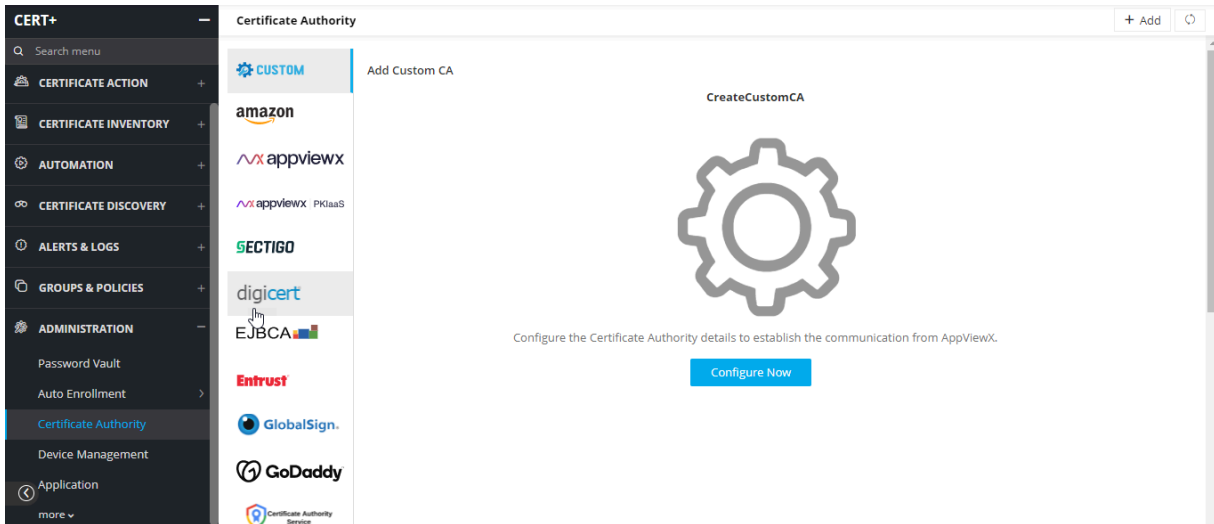 CERT+
Search menu
CERTIFICATE ACTION
CERTIFICATE INVENTORY
AUTOMATION
CERTIFICATE DISCOVERY
ALERTS & LOGS
GROUPS & POLICIES
ADMINISTRATION
Password Vault
Auto Enrollment
Certificate Authority
Device Management
Application
more
Certificate Authority
+ Add
CUSTOM
amazon
appviewx
appviewx PKIaaS
SECTIGO
digicert
EJBCA
Entrust
GlobalSign.
GoDaddy
Certificate Authority
Service
Add Custom CA
CreateCustomCA
Configure the Certificate Authority details to establish the communication from AppViewX.
Configure Now